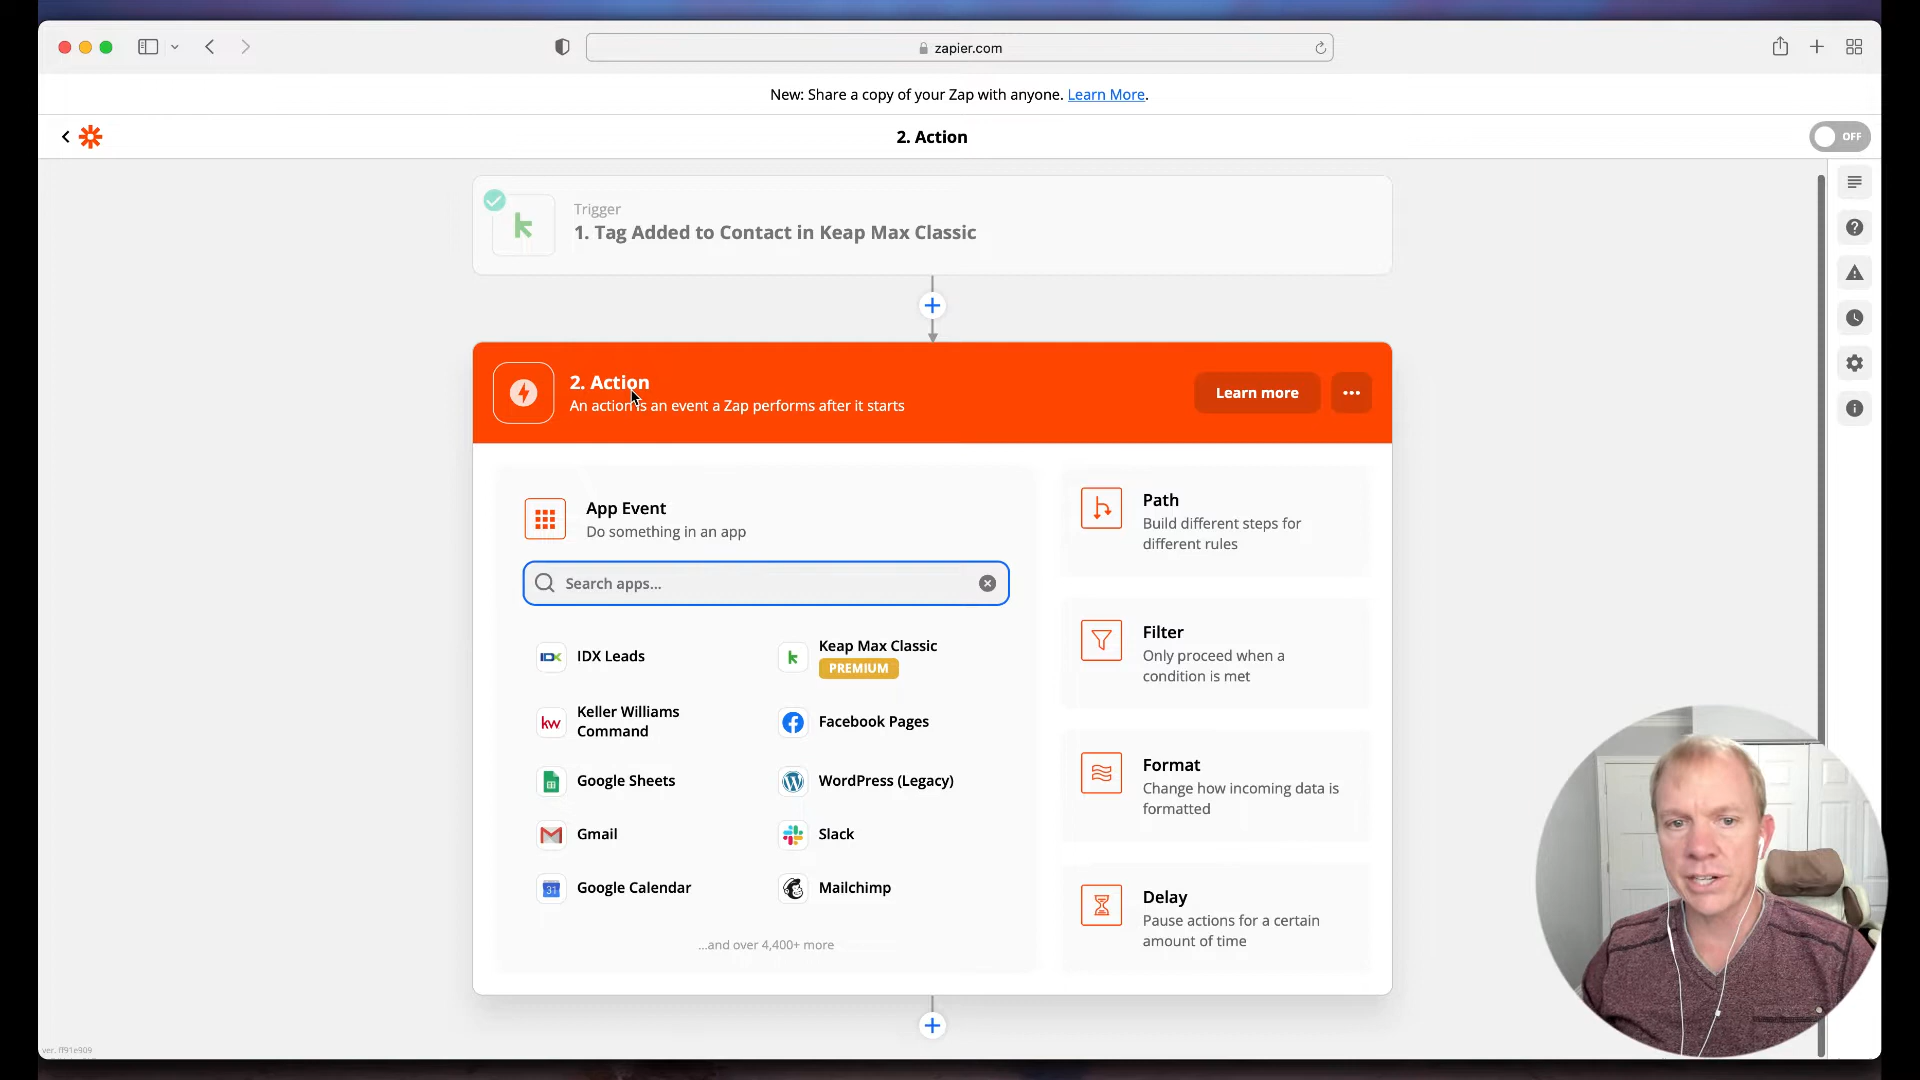 zapier.com
New: Share a copy of your Zap with anyone. Learn More.
2. Action
OFF
Trigger
1. Tag Added to Contact in Keap Max Classic
2. Action
An action is an event a Zap performs after it starts
Learn more
App Event
Do something in an app
Search apps...
IDX Leads
Keap Max Classic
PREMIUM
Keller Williams
Command
Facebook Pages
Google Sheets
WordPress (Legacy)
Gmail
Slack
31
Google Calendar
Mailchimp
...and over 4,400+ more
Path
Build different steps for
different rules
Filter
Only proceed when a
condition is met
Format
Change how incoming data is
formatted
Delay
Pause actions for a certain
amount of time
ver. ff91e909